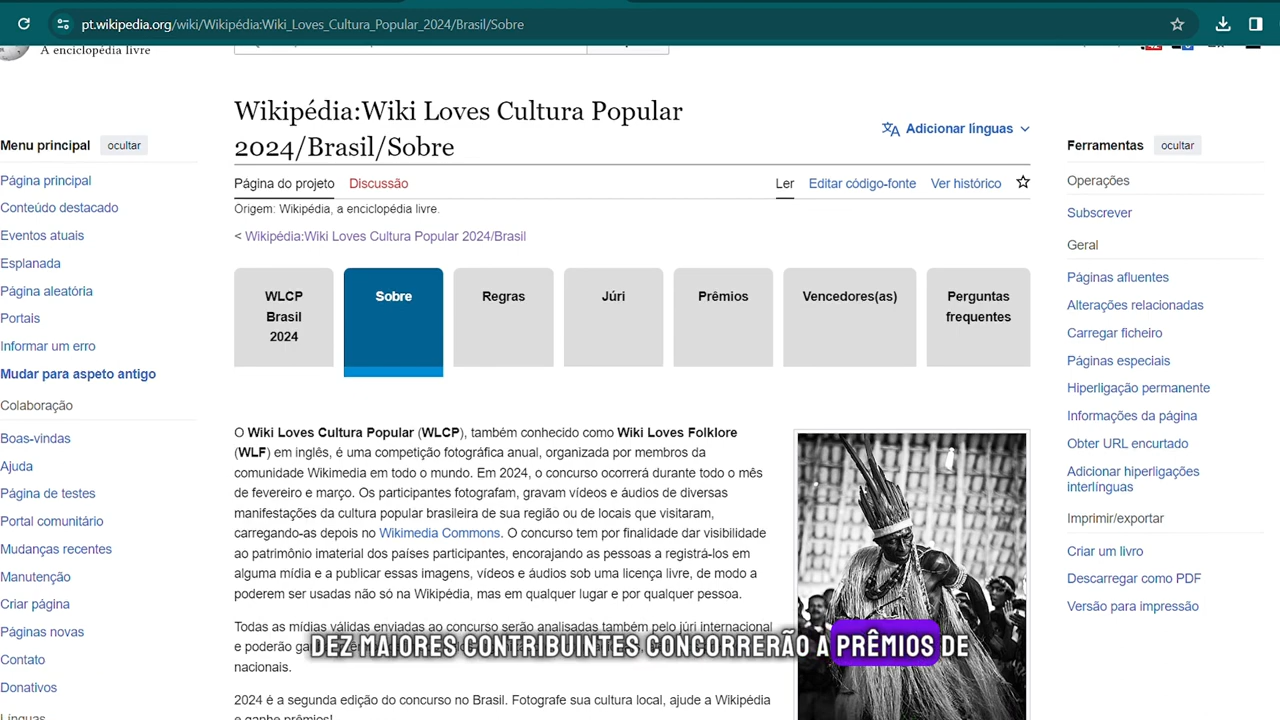 pt.wikipedia.org/wiki/Wikipédia:Wiki_Loves_Cultura_Popular_2024/Brasil/Sobre
A enciclopédia livre
Wikipédia:Wiki Loves Cultura Popular
2024/Brasil/Sobre
Adicionar línguas
Página do projeto Discussão
Ler Editar código-fonte Ver histórico
Origem: Wikipédia, a enciclopédia livre.
< Wikipédia:Wiki Loves Cultura Popular 2024/Brasil
Menu principal ocultar
Página principal
Conteúdo destacado
Eventos atuais
Esplanada
Página aleatória
Portais
Informar um erro
Mudar para aspeto antigo
Colaboração
Boas-vindas
Ajuda
Página de testes
Portal comunitário
Mudanças recentes
Manutenção
Criar página
Páginas novas
Contato
Donativos
Línguas
WLCP
Brasil
2024
Sobre
Regras
Júri
Prêmios
Vencedores(as)
Perguntas
frequentes
O Wiki Loves Cultura Popular (WLCP), também conhecido como Wiki Loves Folklore
(WLF) em inglês, é uma competição fotográfica anual, organizada por membros da
comunidade Wikimedia em todo o mundo. Em 2024, o concurso ocorrerá durante todo o mês
de fevereiro e março. Os participantes fotografam, gravam vídeos e áudios de diversas
manifestações da cultura popular brasileira de sua região ou de locais que visitaram,
carregando-as depois no Wikimedia Commons. O concurso tem por finalidade dar visibilidade
ao patrimônio imaterial dos países participantes, encorajando as pessoas a registrá-los em
alguma mídia e a publicar essas imagens, vídeos e áudios sob uma licença livre, de modo a
poderem ser usadas não só na Wikipédia, mas em qualquer lugar e por qualquer pessoa.
Todas as mídias válidas enviadas ao concurso serão analisadas também pelo júri internacional
e poderão
nacionais.
2024 é a segunda edição do concurso no Brasil. Fotografe sua cultura local, ajude a Wikipédia
e ganhe prêmios!
DEZ MAIORES CONTRIBUINTES CONCORRERÃO A PRÊMIOS DE
Ferramentas ocultar
Operações
Subscrever
Geral
Páginas afluentes
Alterações relacionadas
Carregar ficheiro
Páginas especiais
Hiperligação permanente
Informações da página
Obter URL encurtado
Adicionar hiperligações
interlínguas
Imprimir/exportar
Criar um livro
Descarregar como PDF
Versão para impressão